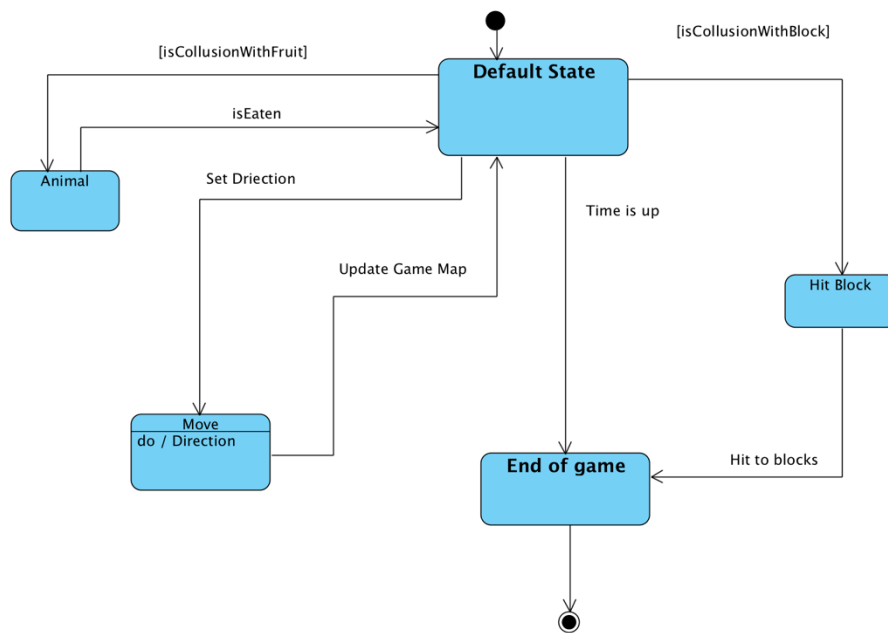 [isCollusionWithFruit]
[isCollusionWithBlock]
Default State
isEaten
Animal
Set Driection
Time is up
Update Game Map
Hit Block
Move
do / Direction
End of game
Hit to blocks